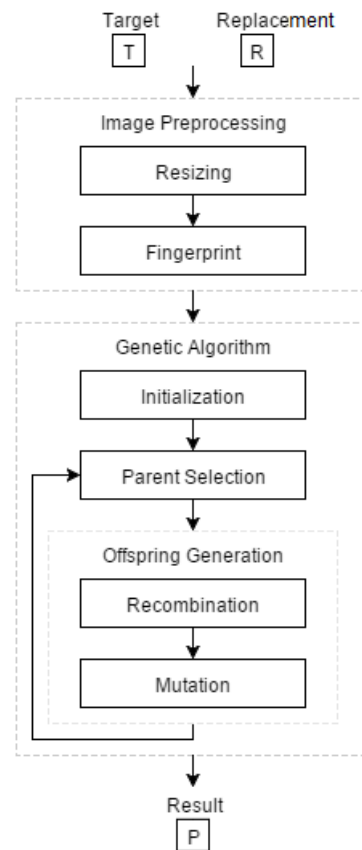 Target Replacement
T R
Image Preprocessing
Resizing
Fingerprint
Genetic Algorithm
Initialization
Parent Selection
Offspring Generation
Recombination
Mutation
Result
P